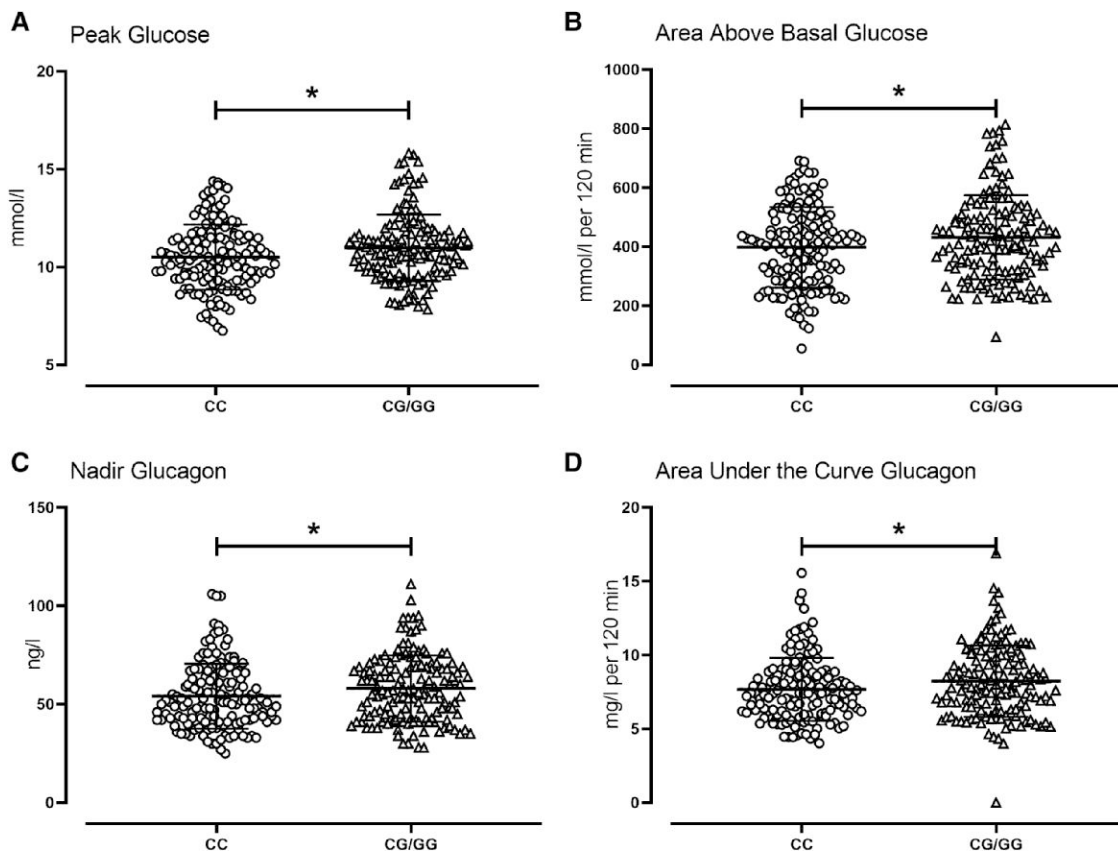 A Peak Glucose
20
15
10
5
mmol/l
*
CC CG/GG
B Area Above Basal Glucose
1000
800
600
400
200
0
mmol/l per 120 min
*
CC CG/GG
C Nadir Glucagon
150
100
50
0
ng/l
*
CC CG/GG
D Area Under the Curve Glucagon
20
15
10
5
0
mg/l per 120 min
*
CC CG/GG